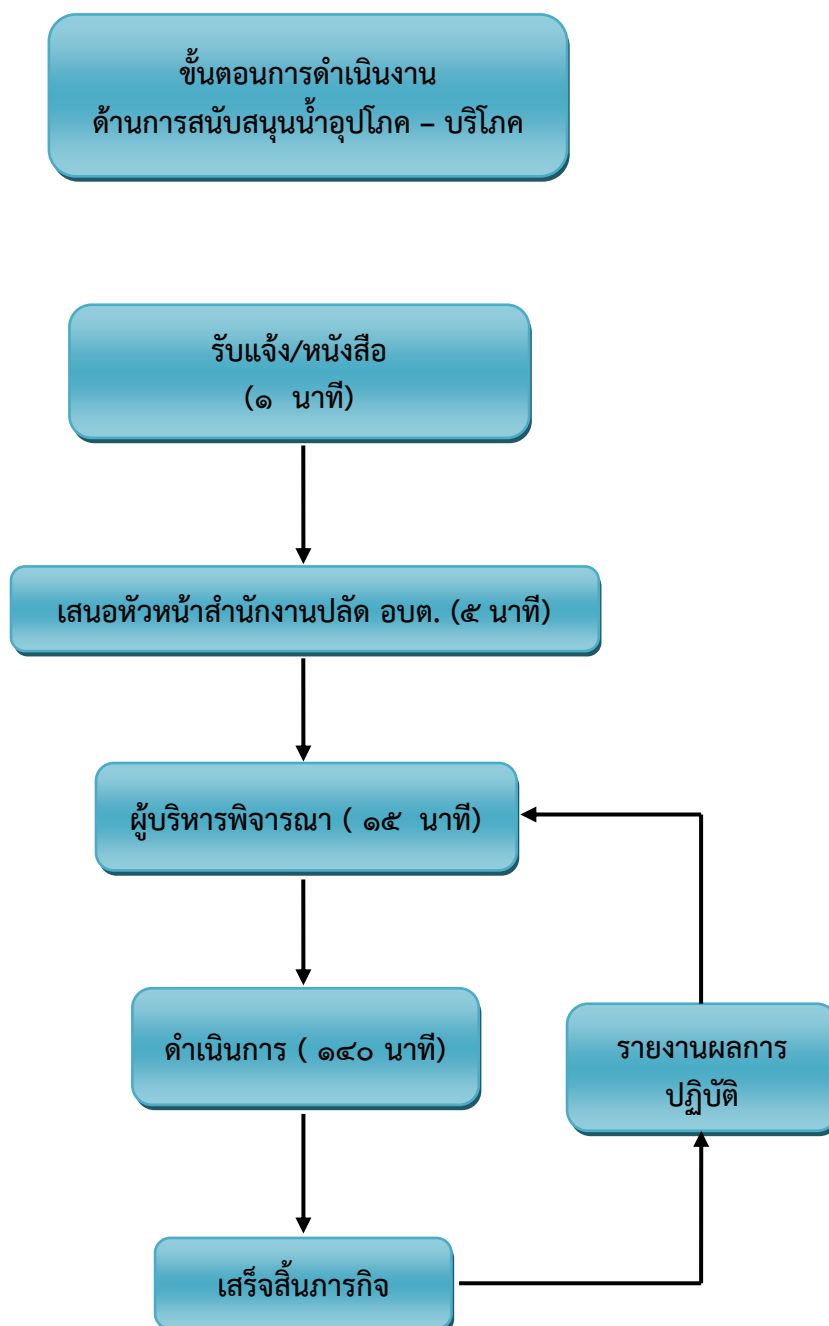 ขั้นตอนการดำเนินงาน
ด้านการสนับสนุนน้ำอุปโภค – บริโภค
รับแจ้ง/หนังสือ
(๑ นาที)
เสนอหัวหน้าสำนักงานปลัด อบต. (๕ นาที)
ผู้บริหารพิจารณา ( ๑๕ นาที)
ดำเนินการ ( ๑๔๐ นาที)
รายงานผลการ
ปฏิบัติ
เสร็จสิ้นภารกิจ